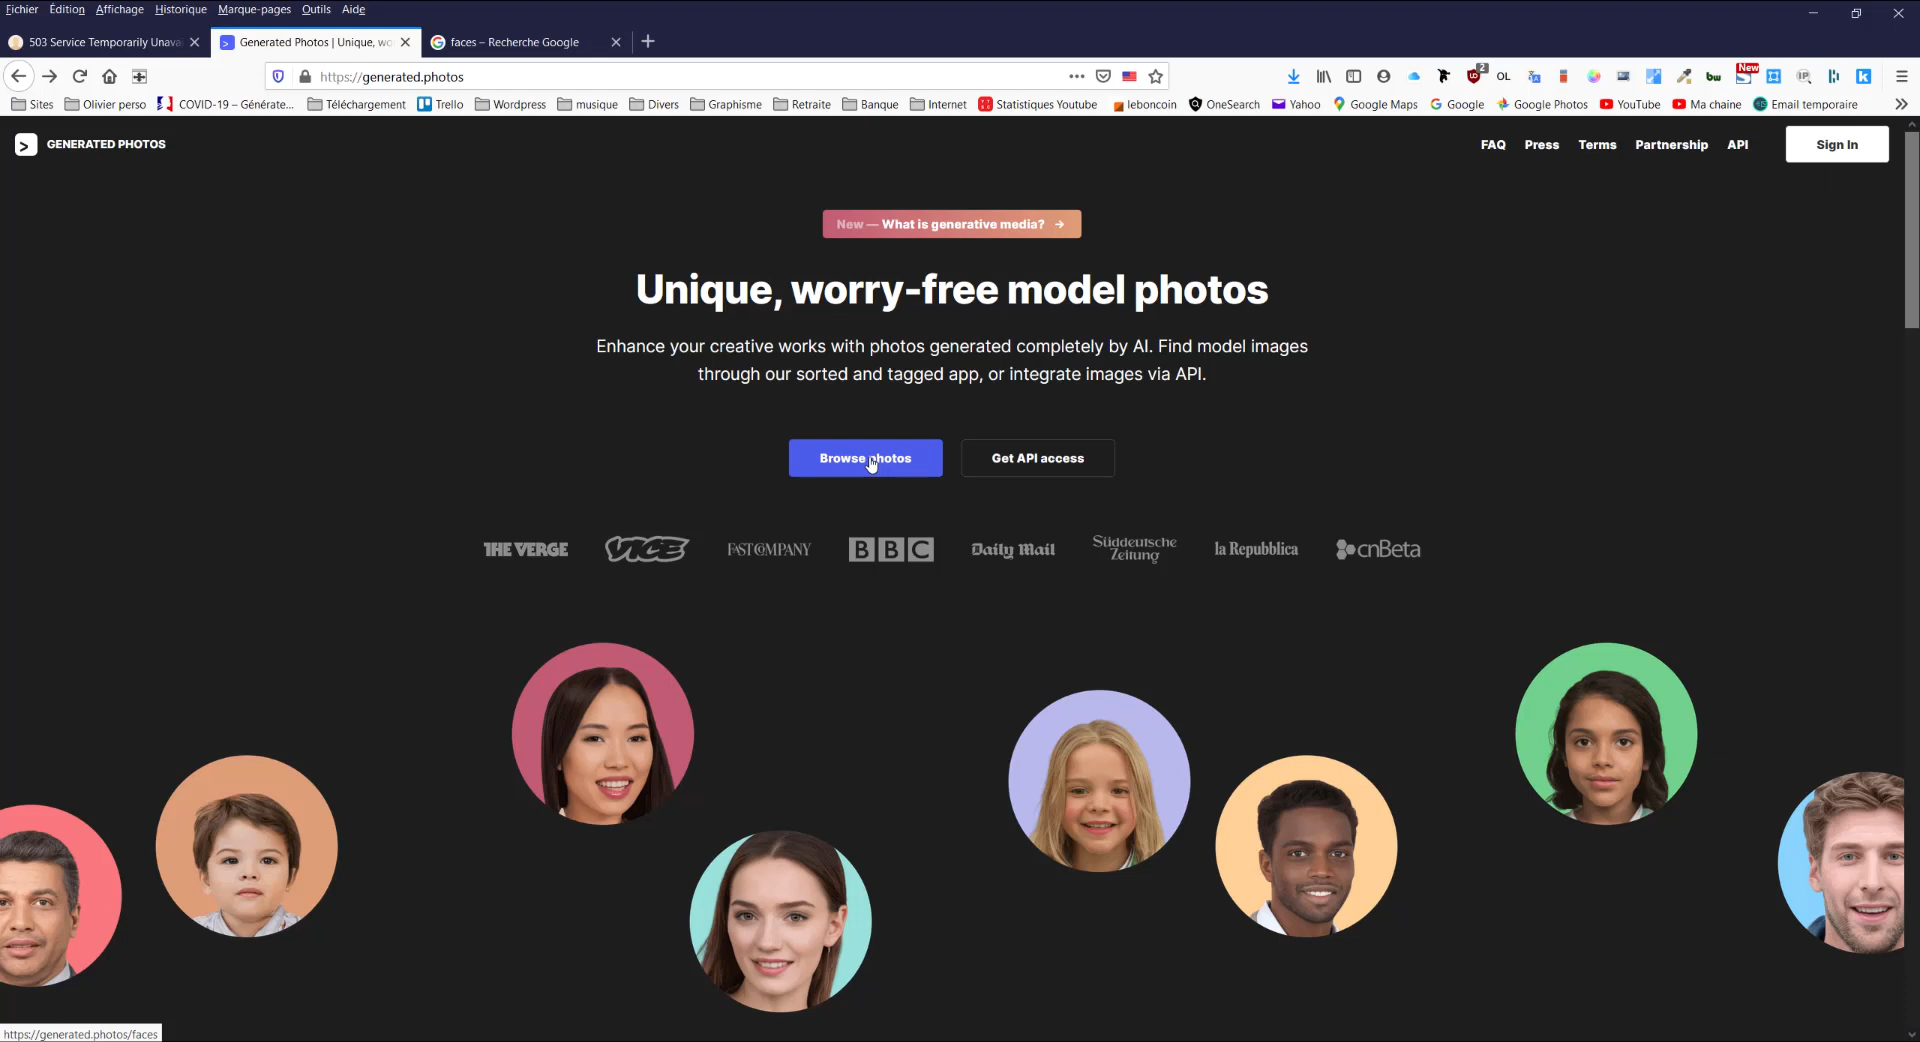 Fichier Édition Affichage Historique Marque-pages Outils Aide
503 Service Temporarily Unava
Generated Photos | Unique, wo
faces – Recherche Google
https://generated.photos
2
OL
bw
New
IP
k
Sites Olivier perso COVID-19 – Générate... Téléchargement Trello Wordpress musique Divers Graphisme Retraite Banque Internet Statistiques Youtube leboncoin OneSearch Yahoo Google Maps Google Google Photos YouTube Ma chaine Email temporaire
GENERATED PHOTOS
FAQ Press Terms Partnership API Sign In
New — What is generative media? →
Unique, worry-free model photos
Enhance your creative works with photos generated completely by AI. Find model images
through our sorted and tagged app, or integrate images via API.
Browse photos Get API access
THE VERGE VICE FAST COMPANY BBC Daily Mail Süddeutsche Zeitung la Repubblica cnBeta
https://generated.photos/faces